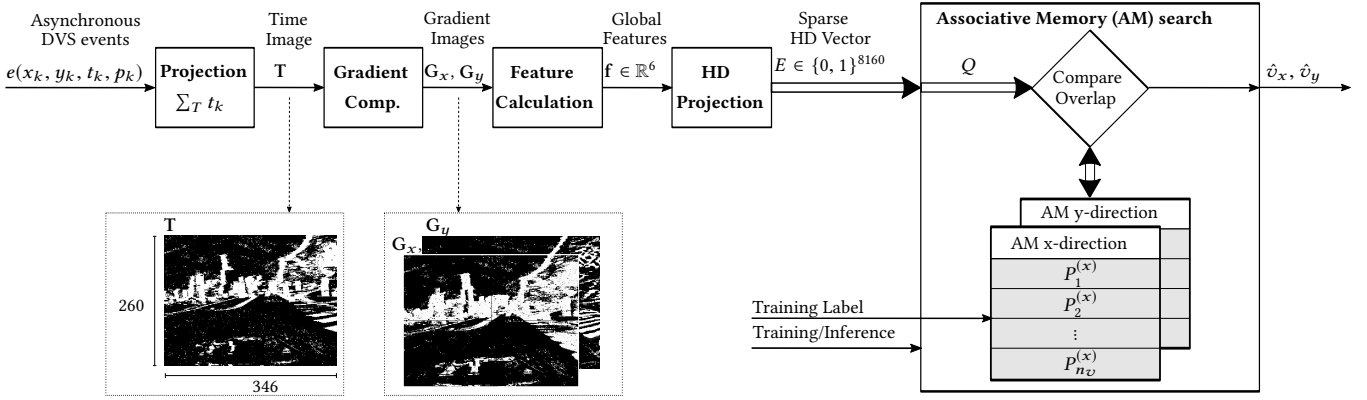 Asynchronous
DVS events
e(x_k, y_k, t_k, p_k)
Projection
∑_T t_k
Time
Image
T
Gradient
Comp.
Gradient
Images
G_x, G_y
Feature
Calculation
Global
Features
f ∈ ℝ^6
HD
Projection
Sparse
HD Vector
E ∈ {0, 1}^8160
Associative Memory (AM) search
Q
Compare
Overlap
v̂_x, v̂_y
AM y-direction
AM x-direction
P_1^(x)
P_2^(x)
⋮
P_{n_v}^(x)
Training Label
Training/Inference
T
260
346
G_y
G_x,